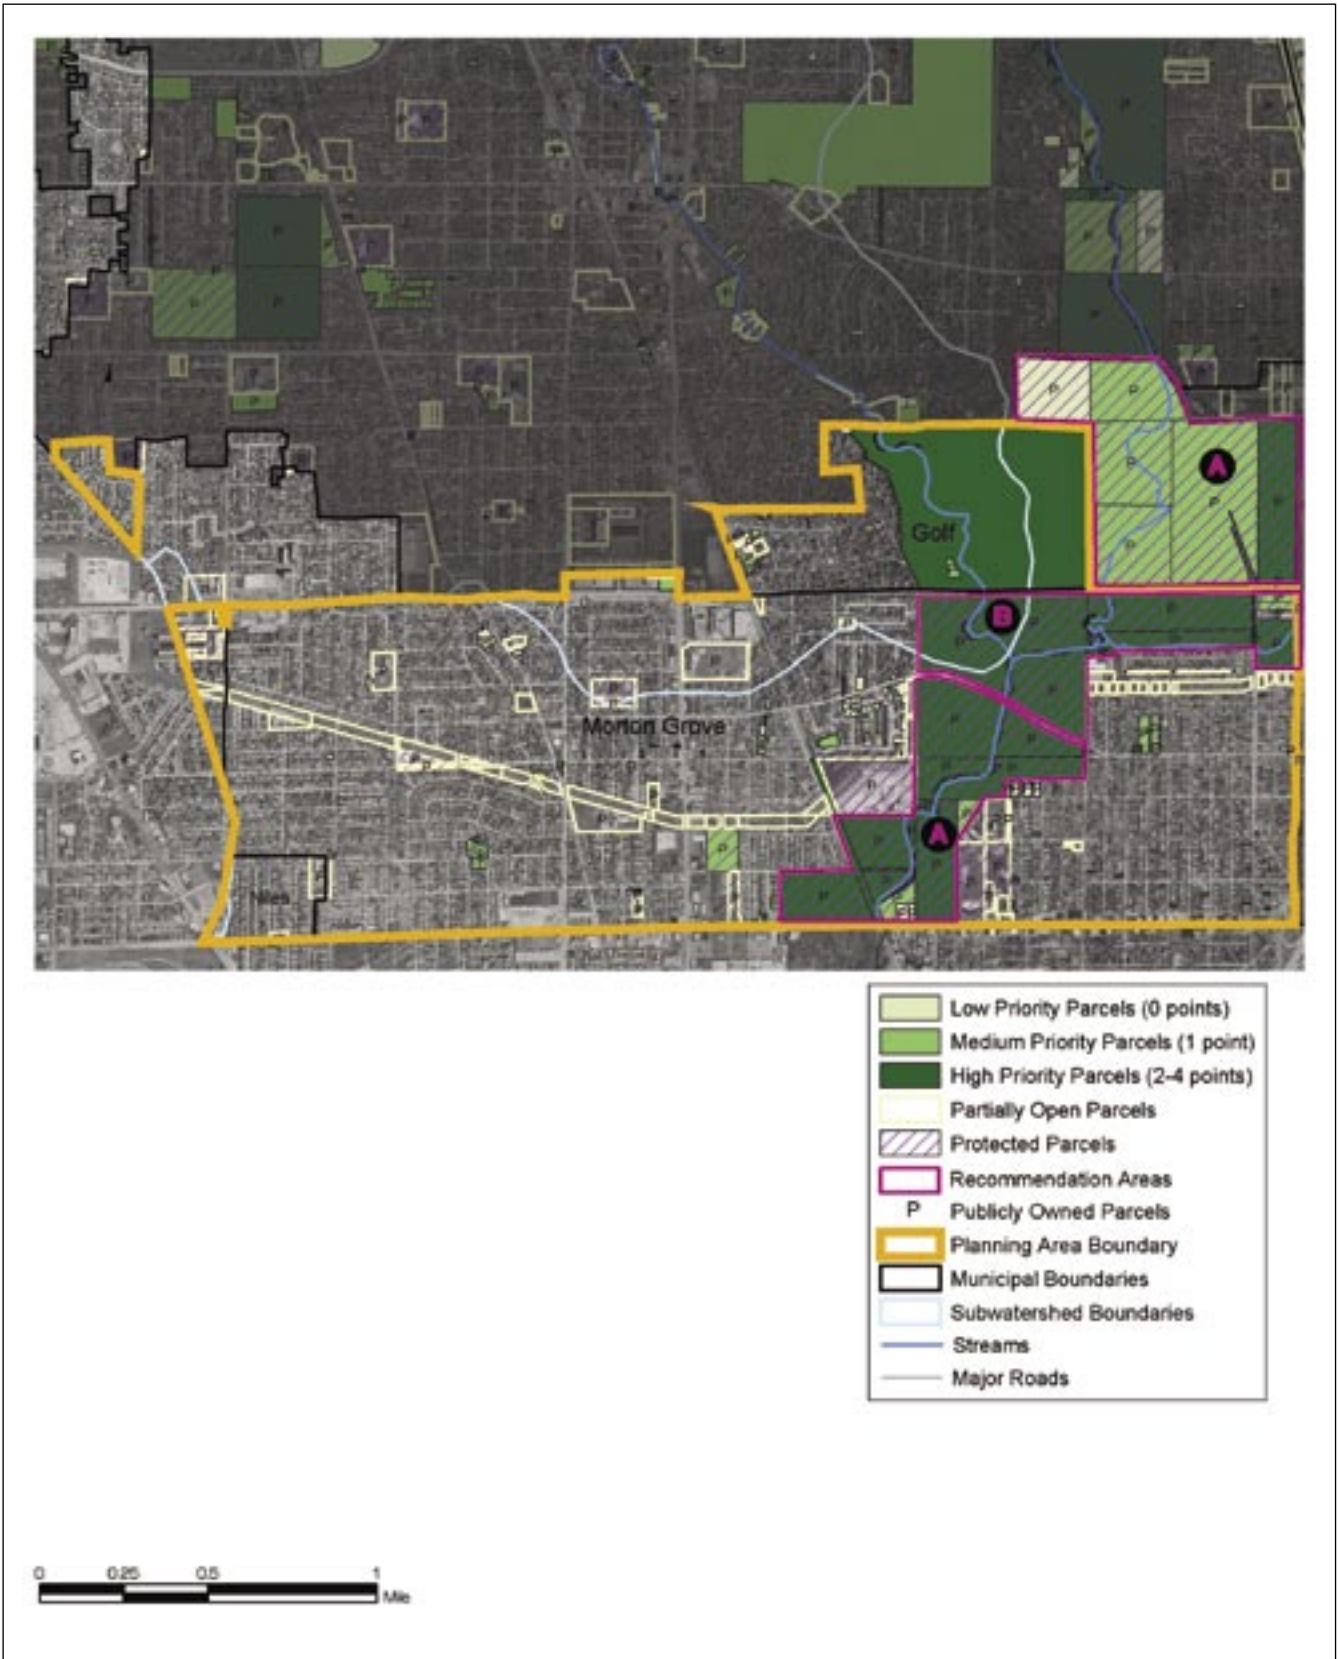 A
Golf
B
Morton Grove
A
Niles
Low Priority Parcels (0 points)
Medium Priority Parcels (1 point)
High Priority Parcels (2-4 points)
Partially Open Parcels
Protected Parcels
Recommendation Areas
P Publicly Owned Parcels
Planning Area Boundary
Municipal Boundaries
Subwatershed Boundaries
Streams
Major Roads
0 0.25 0.5 1
Mile